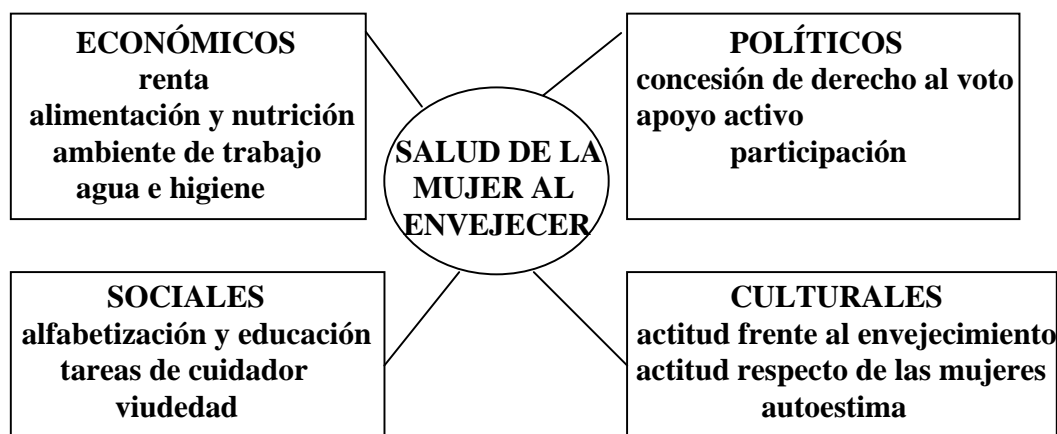 ECONÓMICOS
renta
alimentación y nutrición
ambiente de trabajo
agua e higiene
POLÍTICOS
concesión de derecho al voto
apoyo activo
participación
SALUD DE LA
MUJER AL
ENVEJECER
SOCIALES
alfabetización y educación
tareas de cuidador
viudedad
CULTURALES
actitud frente al envejecimiento
actitud respecto de las mujeres
autoestima